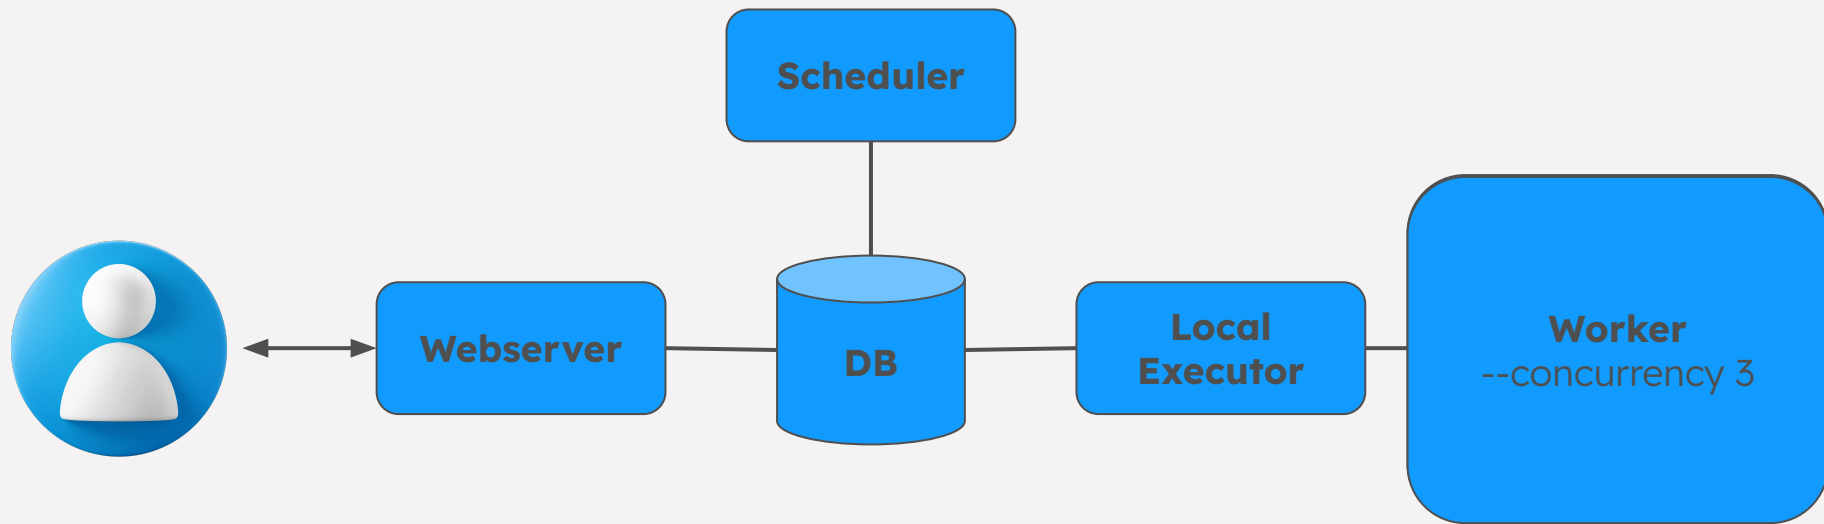 Scheduler
Webserver
DB
Local
Executor
Worker
--concurrency 3